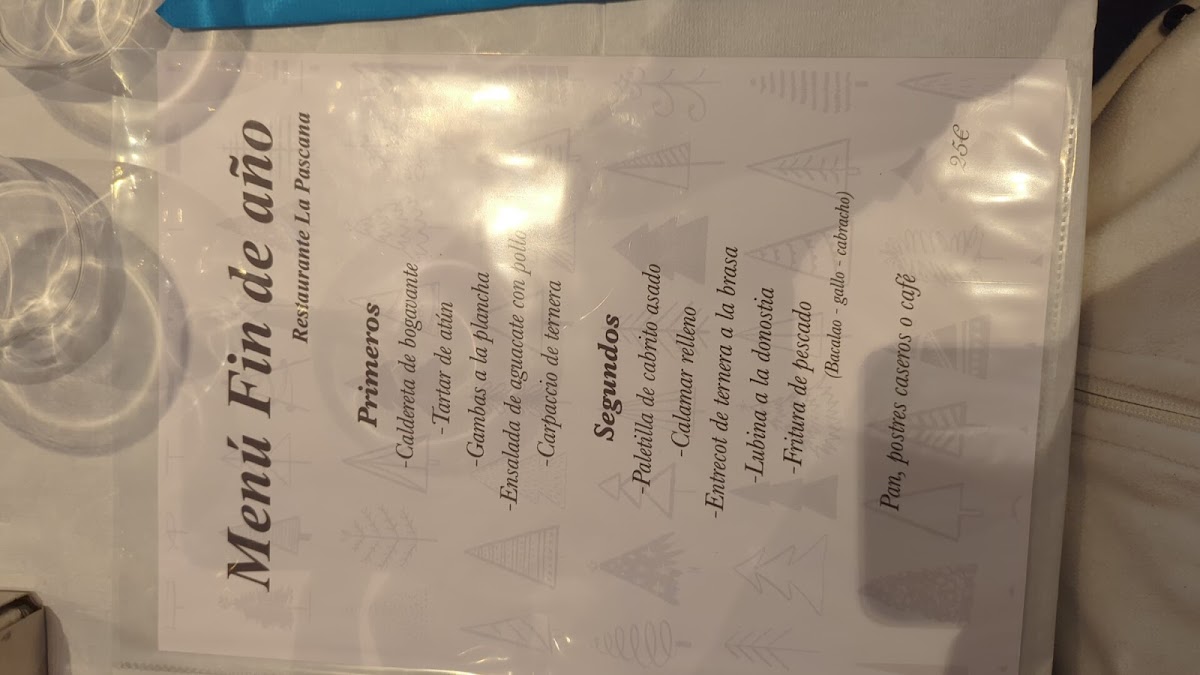 Menú Fin de año
Restaurante La Pascana
Primeros
-Caldereta de bogavante
-Tartar de atún
-Gambas a la plancha
-Ensalada de aguacate con pollo
-Carpaccio de ternera
Segundos
-Paletilla de cabrito asado
-Calamar relleno
-Entrecot de ternera a la brasa
-Lubina a la donostia
-Fritura de pescado
(Bacalao - gallo - cabracho)
Pan, postres caseros o café
25€